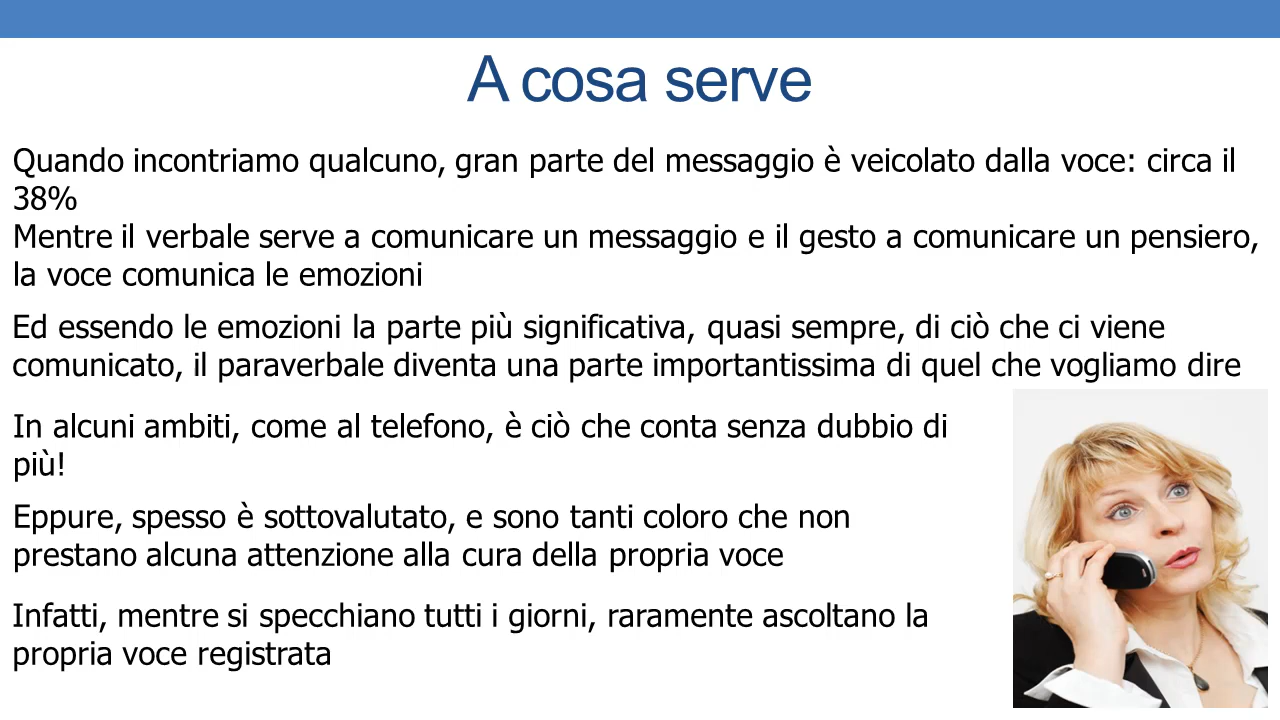 A cosa serve
Quando incontriamo qualcuno, gran parte del messaggio è veicolato dalla voce: circa il
38%
Mentre il verbale serve a comunicare un messaggio e il gesto a comunicare un pensiero,
la voce comunica le emozioni
Ed essendo le emozioni la parte più significativa, quasi sempre, di ciò che ci viene
comunicato, il paraverbale diventa una parte importantissima di quel che vogliamo dire
In alcuni ambiti, come al telefono, è ciò che conta senza dubbio di
più!
Eppure, spesso è sottovalutato, e sono tanti coloro che non
prestano alcuna attenzione alla cura della propria voce
Infatti, mentre si specchiano tutti i giorni, raramente ascoltano la
propria voce registrata